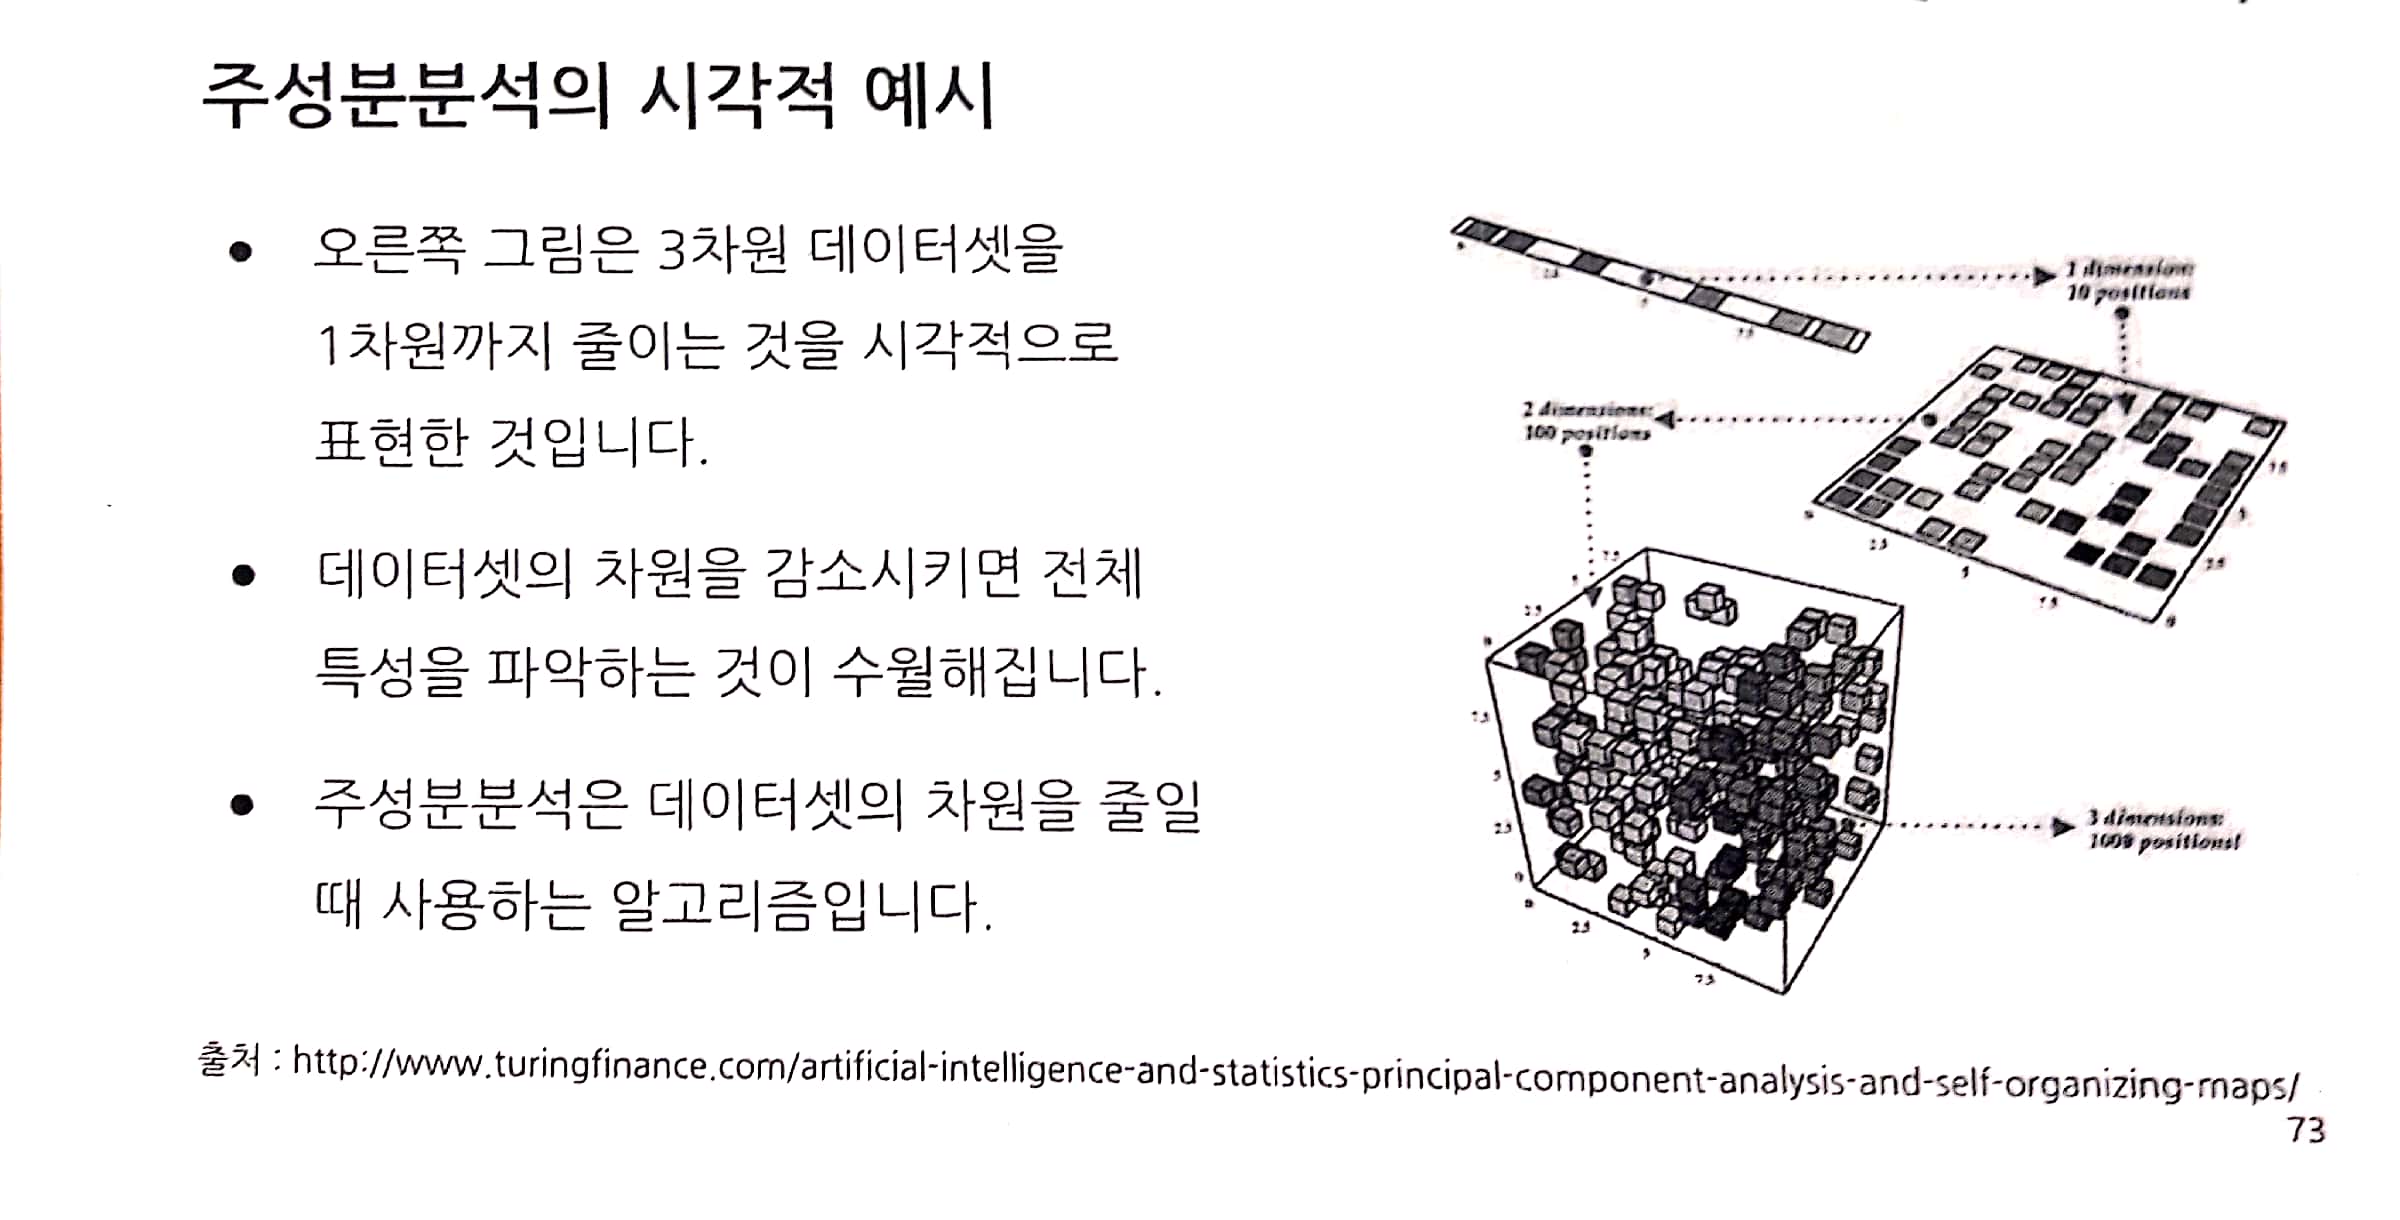 주성분분석의 시각적 예시
• 오른쪽 그림은 3차원 데이터셋을
1차원까지 줄이는 것을 시각적으로
표현한 것입니다.
• 데이터셋의 차원을 감소시키면 전체
특성을 파악하는 것이 수월해집니다.
• 주성분분석은 데이터셋의 차원을 줄일
때 사용하는 알고리즘입니다.
1 dimension:
10 positions
2 dimensions:
100 positions
3 dimensions:
1000 positions!
출처 : http://www.turingfinance.com/artificial-intelligence-and-statistics-principal-component-analysis-and-self-organizing-maps/
73